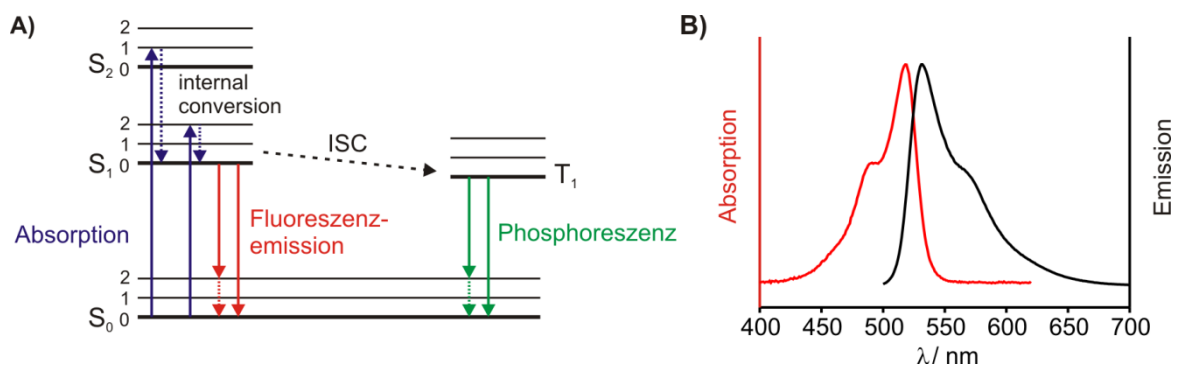 A)
2
1
S2 0
internal
conversion
2
1
S1 0
ISC
T1
Absorption
Fluoreszenz-
emission
Phosphoreszenz
2
1
S0 0
B)
Absorption
Emission
400 450 500 550 600 650 700
λ/ nm